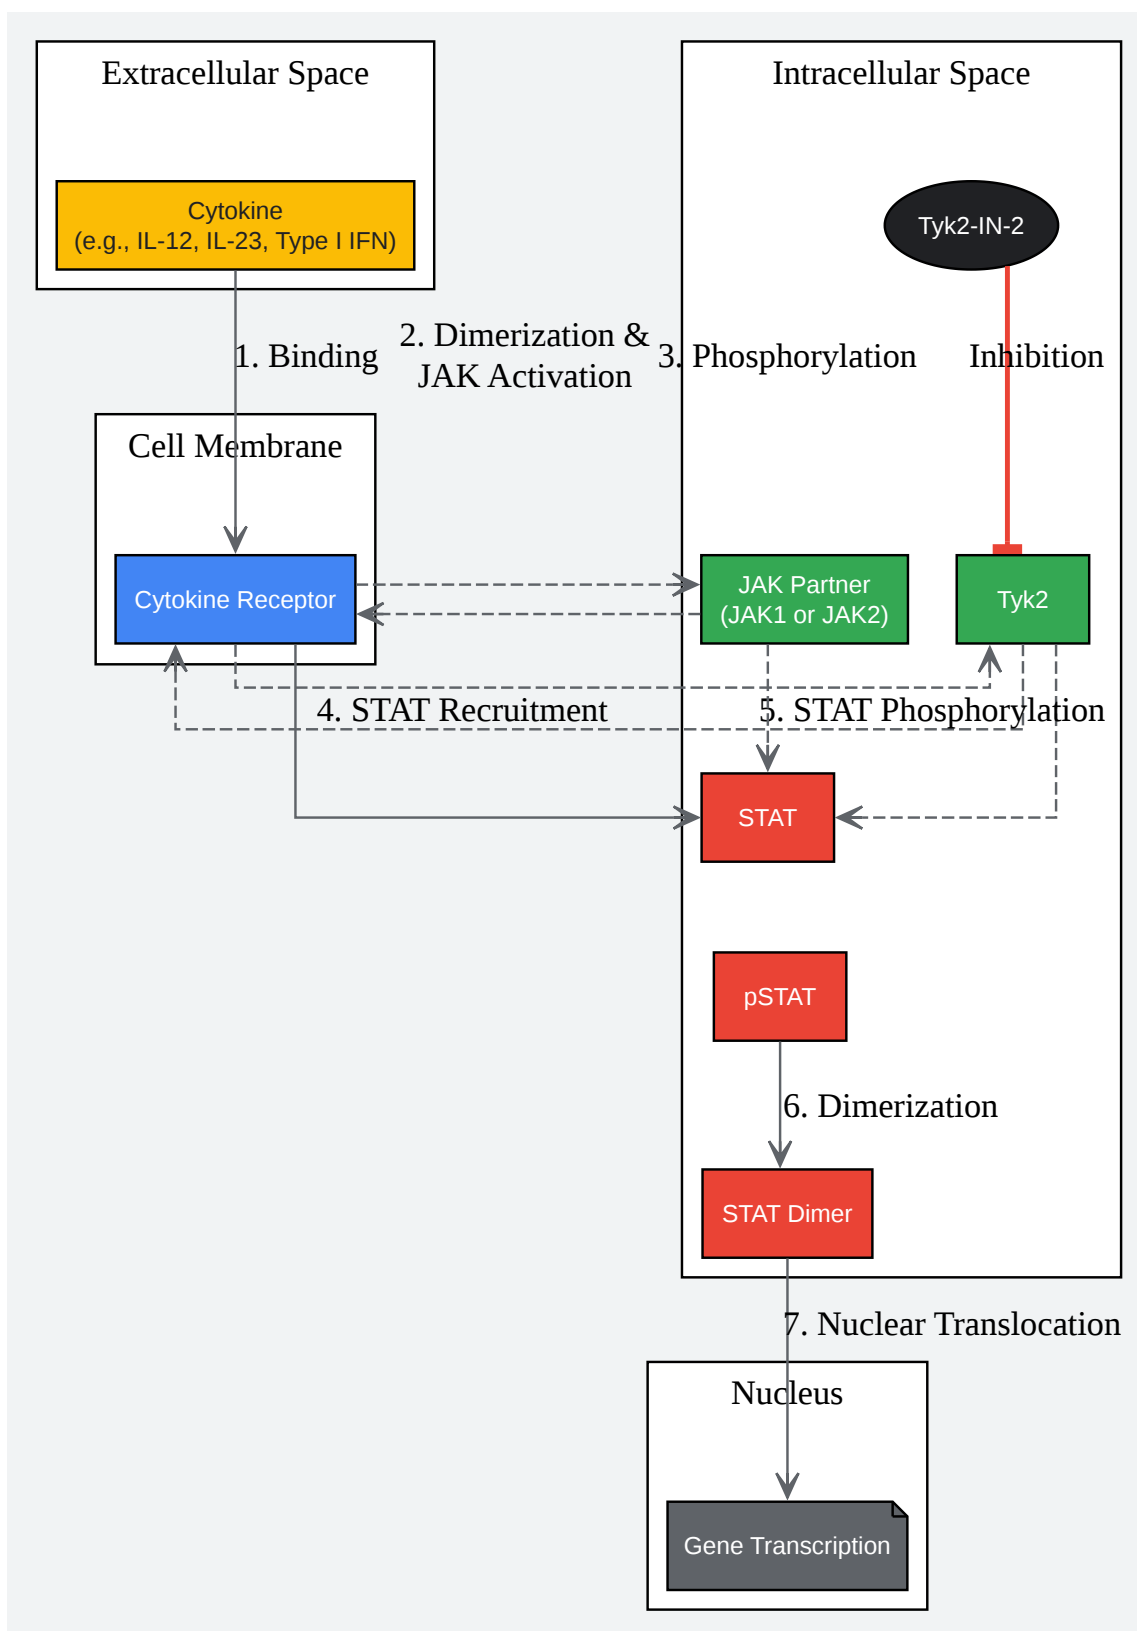 Extracellular Space
Intracellular Space
Cytokine
(e.g., IL-12, IL-23, Type I IFN)
Tyk2-IN-2
1. Binding
2. Dimerization &
JAK Activation
3. Phosphorylation
Inhibition
Cell Membrane
Cytokine Receptor
JAK Partner
(JAK1 or JAK2)
Tyk2
4. STAT Recruitment
5. STAT Phosphorylation
STAT
pSTAT
6. Dimerization
STAT Dimer
7. Nuclear Translocation
Nucleus
Gene Transcription